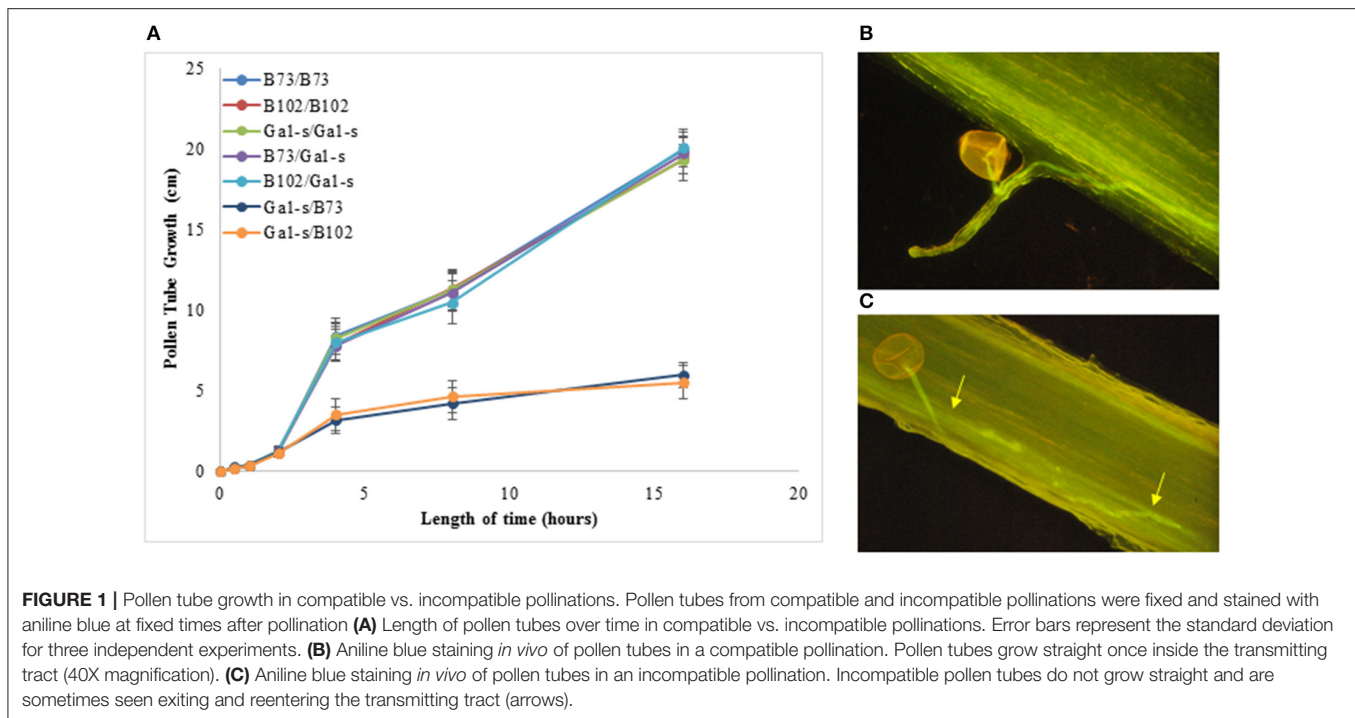 A
B
25
B73/B73
B102/B102
Ga1-s/Ga1-s
B73/Ga1-s
B102/Ga1-s
Ga1-s/B73
Ga1-s/B102
20
15
10
5
0
Pollen Tube Growth (cm)
0 5 10 15 20
Length of time (hours)
C
FIGURE 1 | Pollen tube growth in compatible vs. incompatible pollinations. Pollen tubes from compatible and incompatible pollinations were fixed and stained with
aniline blue at fixed times after pollination (A) Length of pollen tubes over time in compatible vs. incompatible pollinations. Error bars represent the standard deviation
for three independent experiments. (B) Aniline blue staining in vivo of pollen tubes in a compatible pollination. Pollen tubes grow straight once inside the transmitting
tract (40X magnification). (C) Aniline blue staining in vivo of pollen tubes in an incompatible pollination. Incompatible pollen tubes do not grow straight and are
sometimes seen exiting and reentering the transmitting tract (arrows).